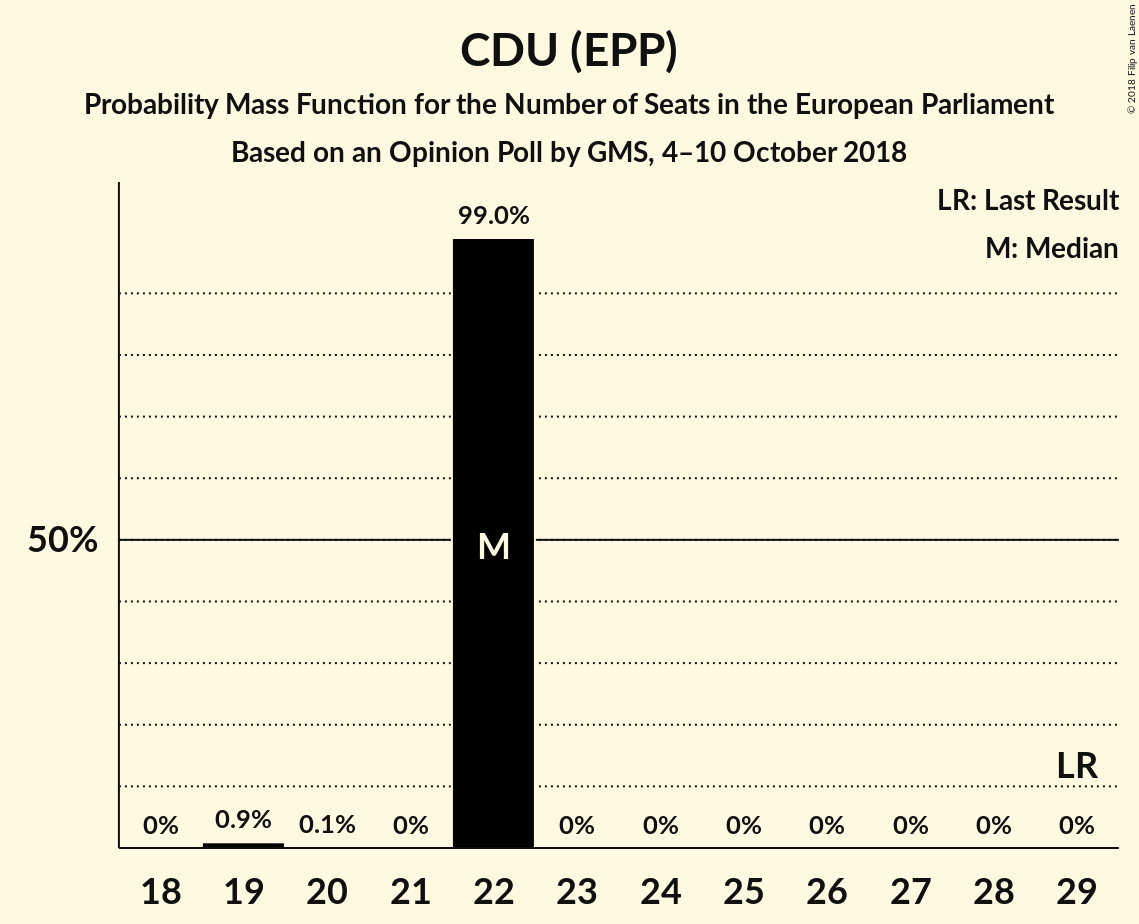 CDU (EPP)
Probability Mass Function for the Number of Seats in the European Parliament
Based on an Opinion Poll by GMS, 4–10 October 2018
© 2018 Filip van Laenen
LR: Last Result
M: Median
99.0%
50%
M
LR
0% 0.9% 0.1% 0% 0% 0% 0% 0% 0% 0% 0%
18 19 20 21 22 23 24 25 26 27 28 29